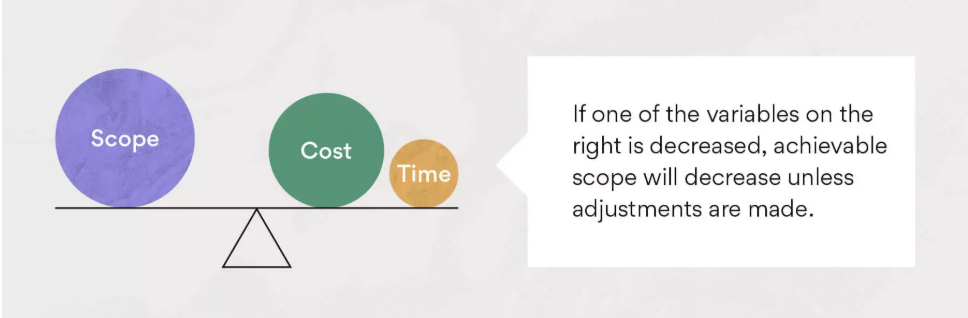 Scope
Cost
Time
If one of the variables on the
right is decreased, achievable
scope will decrease unless
adjustments are made.